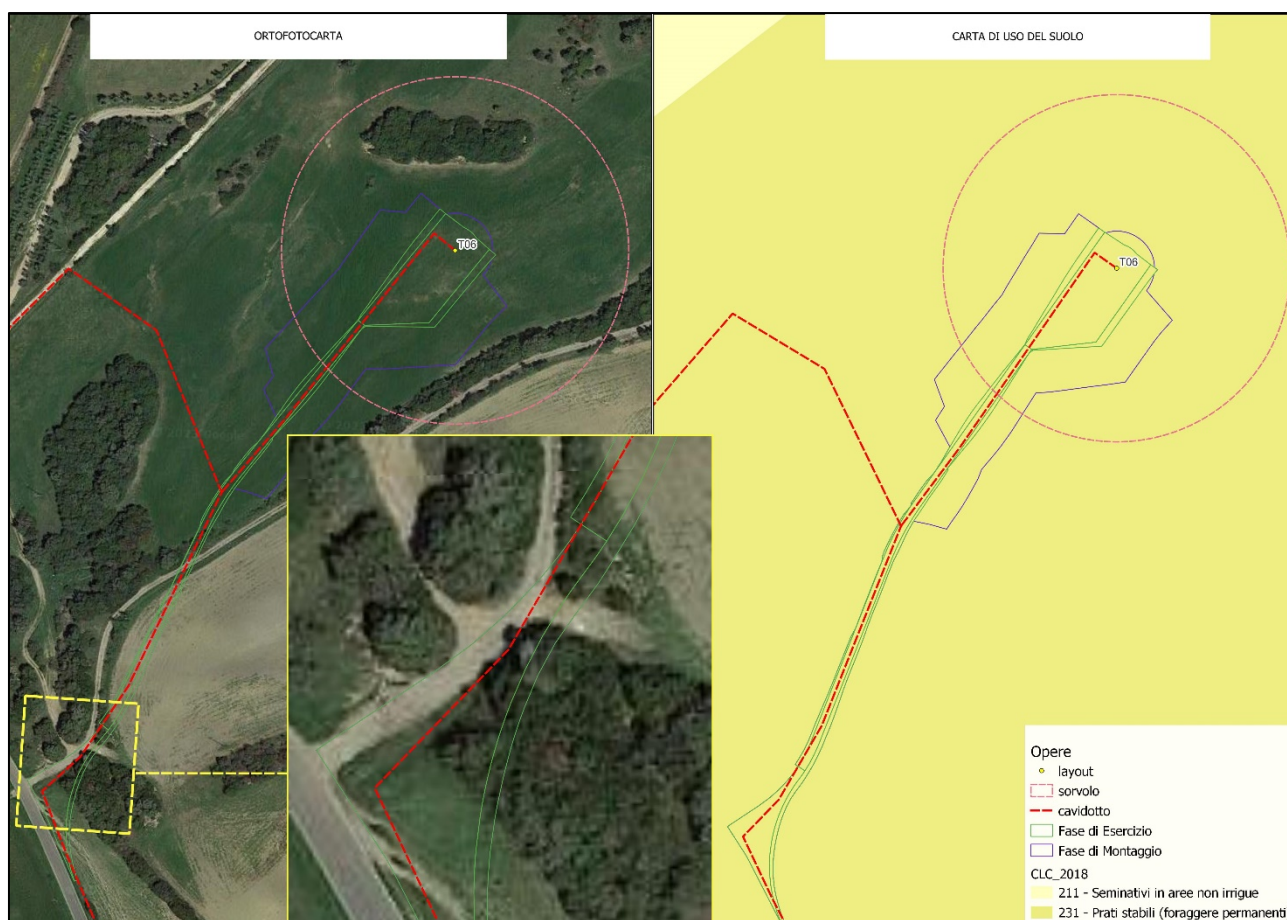 ORTOFOTOCARTA
CARTA DI USO DEL SUOLO
T06
T06
Opere
layout
sorvolo
cavidotto
Fase di Esercizio
Fase di Montaggio
CLC_2018
211 - Seminativi in aree non irrigue
231 - Prati stabili (foraggere permanenti